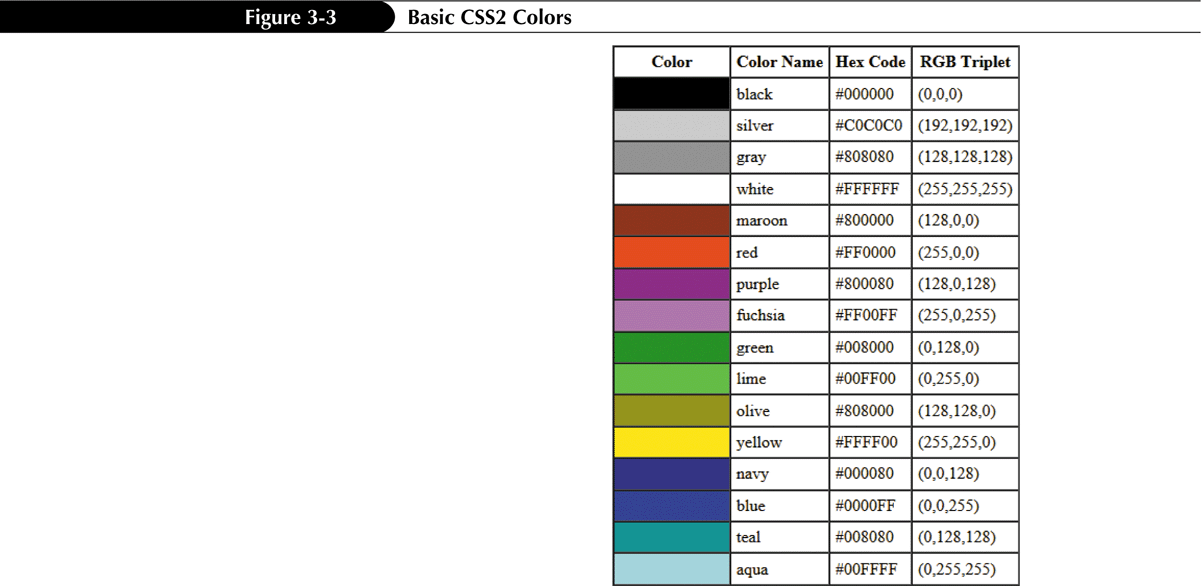 Figure 3-3 Basic CSS2 Colors
Color Color Name Hex Code RGB Triplet
black #000000 (0,0,0)
silver #C0C0C0 (192,192,192)
gray #808080 (128,128,128)
white #FFFFFF (255,255,255)
maroon #800000 (128,0,0)
red #FF0000 (255,0,0)
purple #800080 (128,0,128)
fuchsia #FF00FF (255,0,255)
green #008000 (0,128,0)
lime #00FF00 (0,255,0)
olive #808000 (128,128,0)
yellow #FFFF00 (255,255,0)
navy #000080 (0,0,128)
blue #0000FF (0,0,255)
teal #008080 (0,128,128)
aqua #00FFFF (0,255,255)